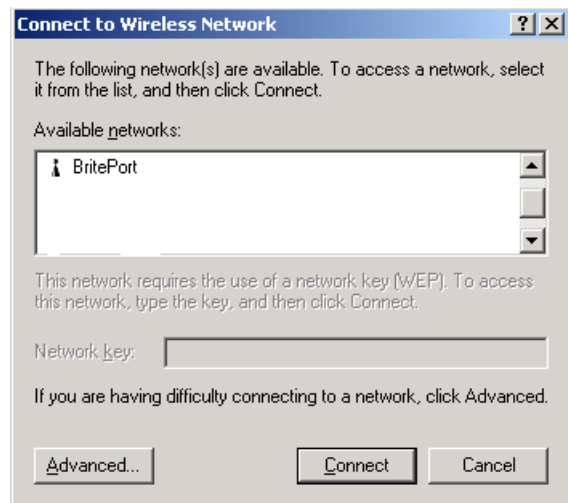 Connect to Wireless Network
The following network(s) are available. To access a network, select
it from the list, and then click Connect.
Available networks:
BritePort
This network requires the use of a network key (WEP). To access
this network, type the key, and then click Connect.
Network key:
If you are having difficulty connecting to a network, click Advanced.
Advanced... Connect Cancel